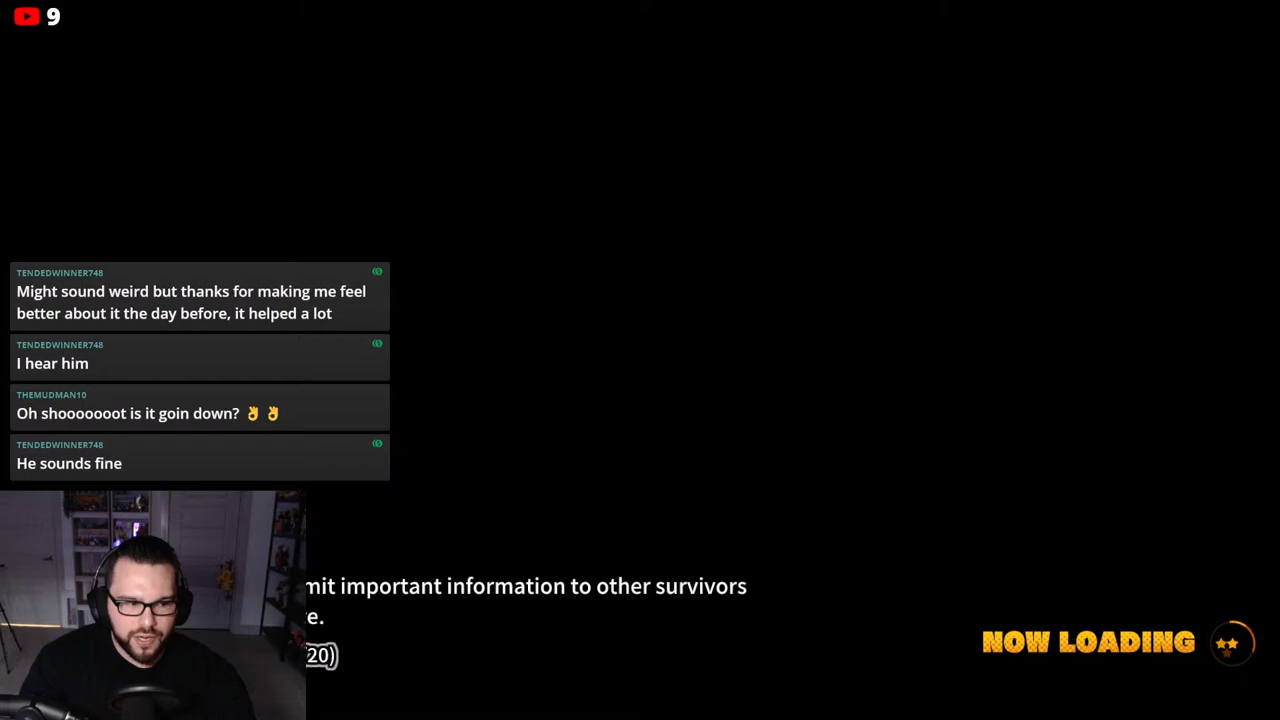 9
TENDEDWINNER748
Might sound weird but thanks for making me feel
better about it the day before, it helped a lot
TENDEDWINNER748
I hear him
THEMUDMAN10
Oh shooooooot is it goin down? 👌 👌
TENDEDWINNER748
He sounds fine
mit important information to other survivors
e.
20)
NOW LOADING